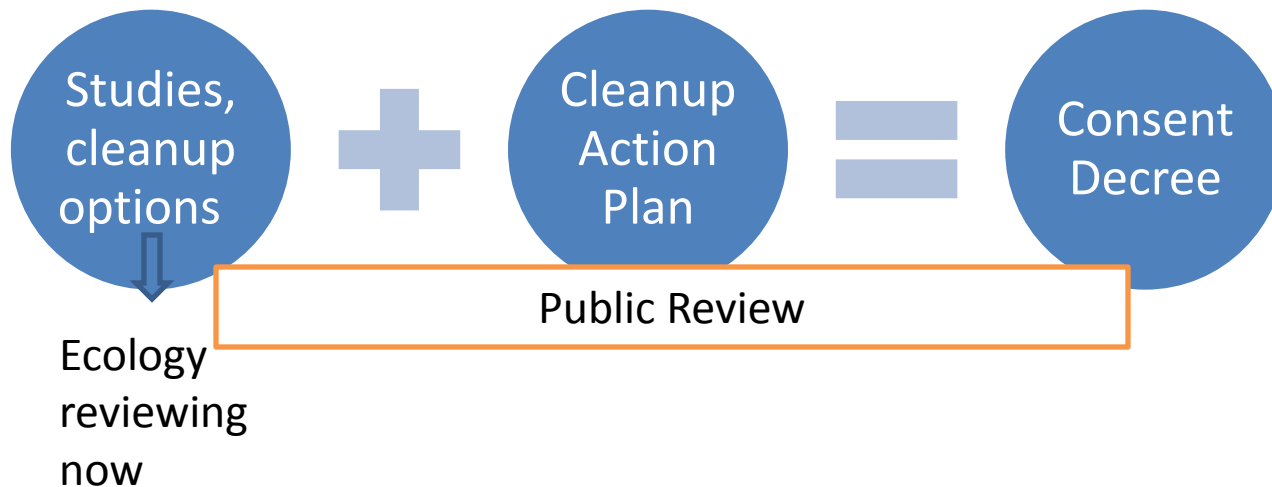 Studies,
cleanup
options
Cleanup
Action
Plan
Consent
Decree
Public Review
Ecology
reviewing
now